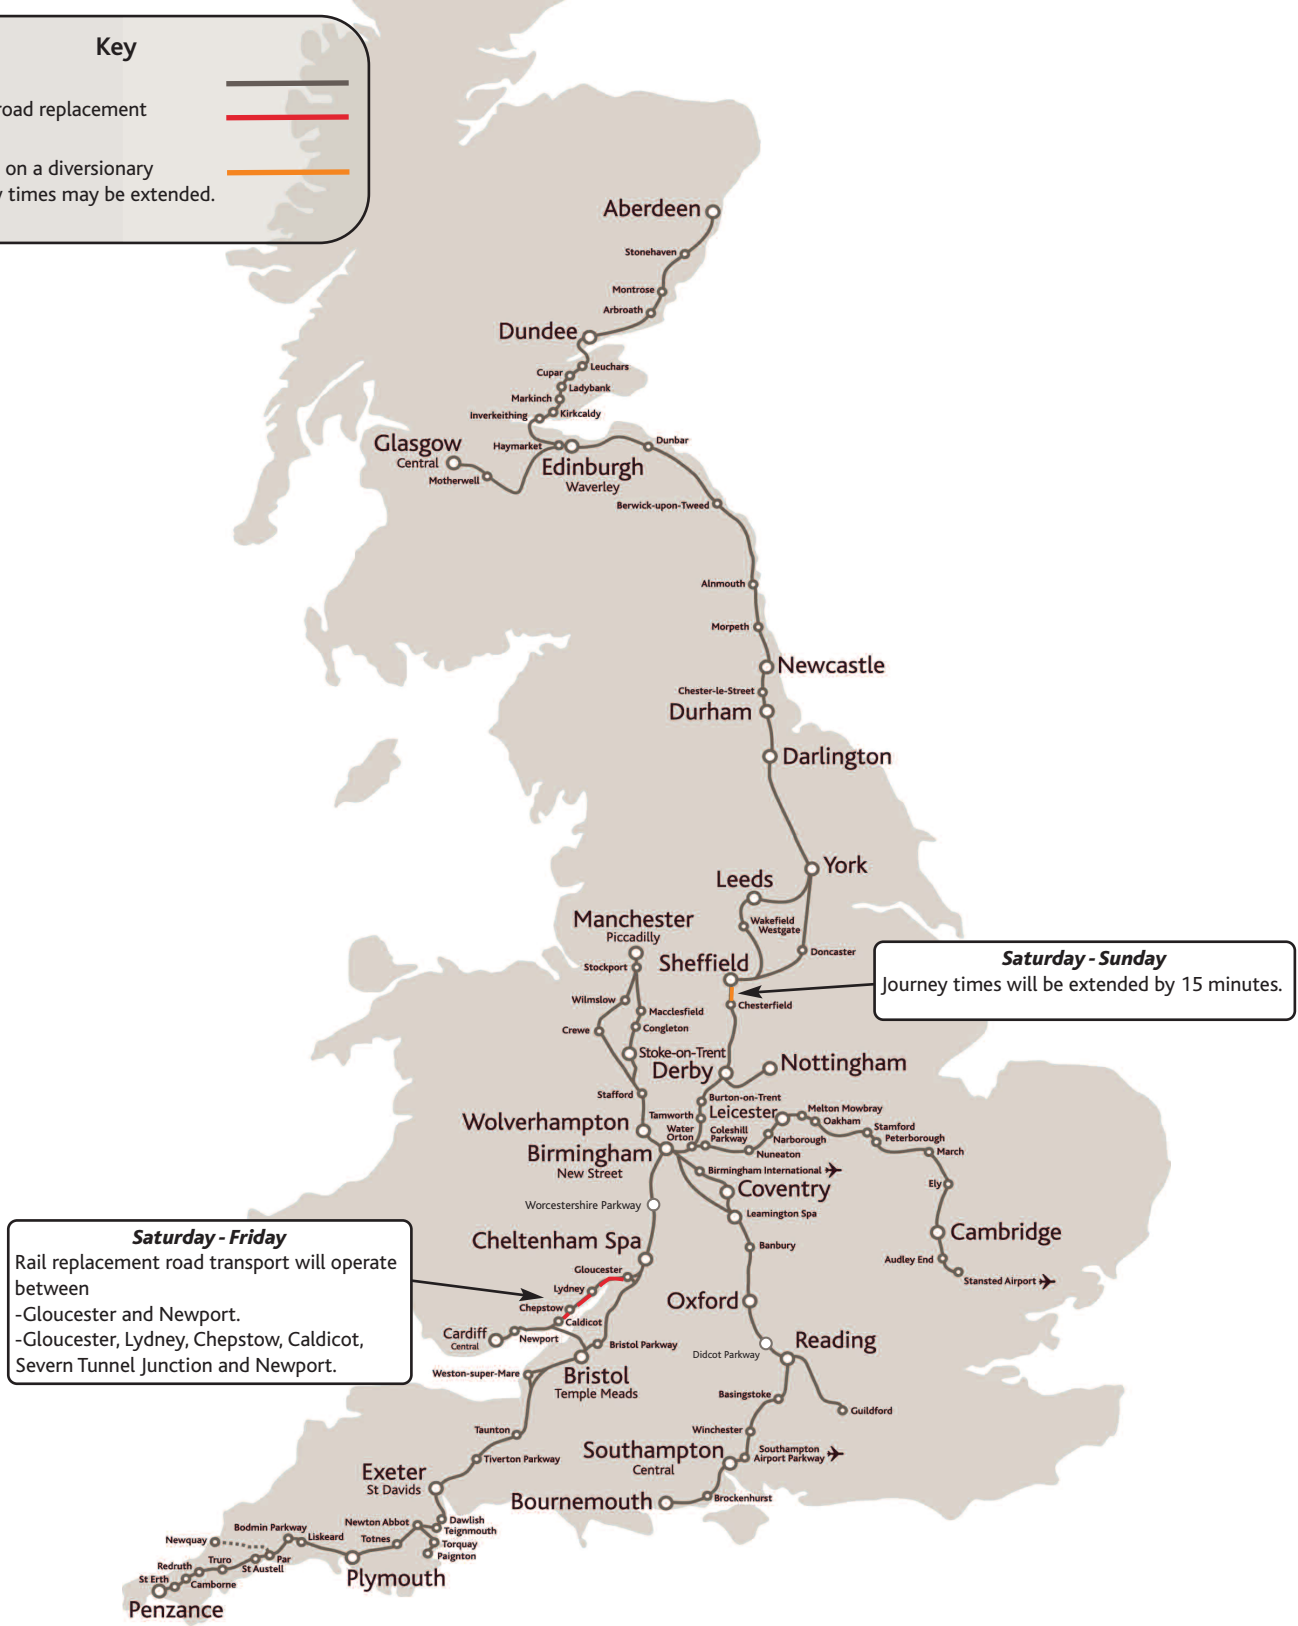 Key
road replacement
on a diversionary
times may be extended.
Aberdeen
Stonehaven
Montrose
Arbroath
Dundee
Leuchars
Cupar
Ladybank
Markinch
Kirkcaldy
Inverkeithing
Glasgow
Central
Haymarket
Dunbar
Edinburgh
Waverley
Motherwell
Berwick-upon-Tweed
Alnmouth
Morpeth
Newcastle
Chester-le-Street
Durham
Darlington
York
Leeds
Wakefield
Westgate
Manchester
Piccadilly
Doncaster
Stockport
Sheffield
Saturday - Sunday
Journey times will be extended by 15 minutes.
Wilmslow
Chesterfield
Macclesfield
Crewe
Congleton
Stoke-on-Trent
Derby
Nottingham
Stafford
Burton-on-Trent
Tamworth
Leicester
Melton Mowbray
Oakham
Wolverhampton
Water
Orton
Coleshill
Parkway
Narborough
Stamford
Peterborough
Birmingham
New Street
Nuneaton
March
Birmingham International
Ely
Coventry
Worcestershire Parkway
Leamington Spa
Cambridge
Cheltenham Spa
Banbury
Audley End
Stansted Airport
Saturday - Friday
Rail replacement road transport will operate
between
-Gloucester and Newport.
-Gloucester, Lydney, Chepstow, Caldicot,
Severn Tunnel Junction and Newport.
Gloucester
Lydney
Chepstow
Caldicot
Oxford
Cardiff
Central
Newport
Bristol Parkway
Didcot Parkway
Reading
Weston-super-Mare
Bristol
Temple Meads
Basingstoke
Guildford
Taunton
Winchester
Tiverton Parkway
Southampton
Central
Southampton
Airport Parkway
Exeter
St Davids
Bournemouth
Brockenhurst
Newton Abbot
Dawlish
Teignmouth
Bodmin Parkway
Liskeard
Totnes
Torquay
Paignton
Newquay
Par
St Austell
Truro
Redruth
Camborne
St Erth
Plymouth
Penzance